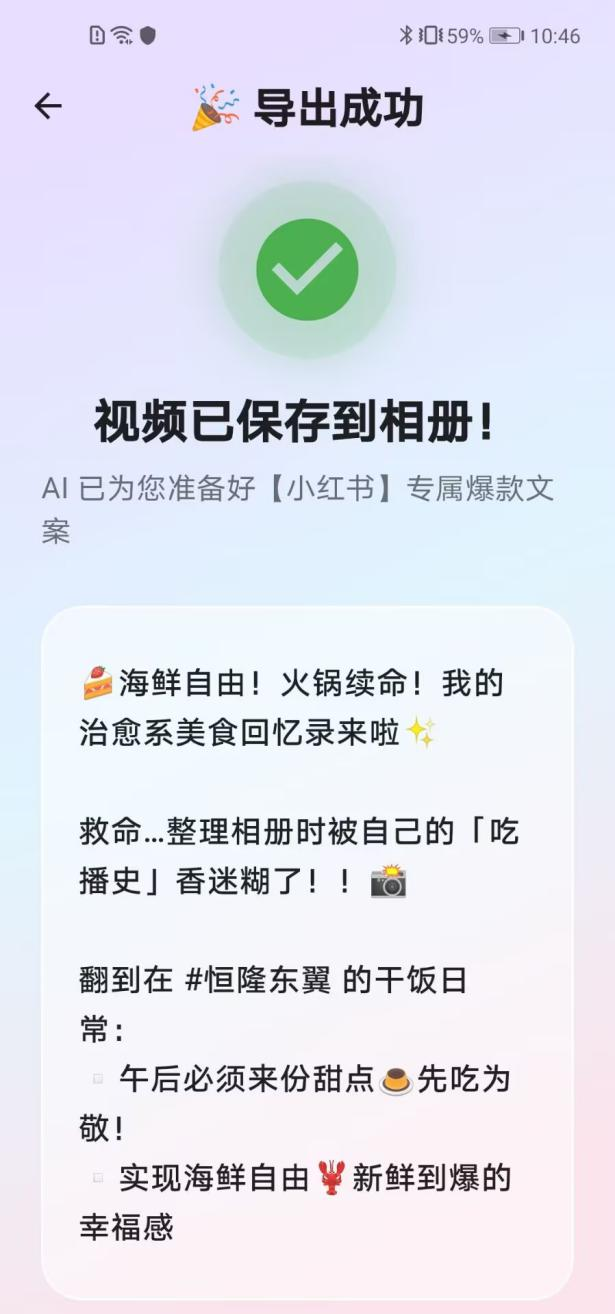 59% 10:46
🎉 导出成功
视频已保存到相册！
AI 已为您准备好【小红书】专属爆款文
案
🍰海鲜自由！火锅续命！我的
治愈系美食回忆录来啦✨
救命...整理相册时被自己的「吃
播史」香迷糊了！！📸
翻到在 #恒隆东翼 的干饭日
常：
▫️ 午后必须来份甜点🍮先吃为
敬！
▫️ 实现海鲜自由🦞新鲜到爆的
幸福感